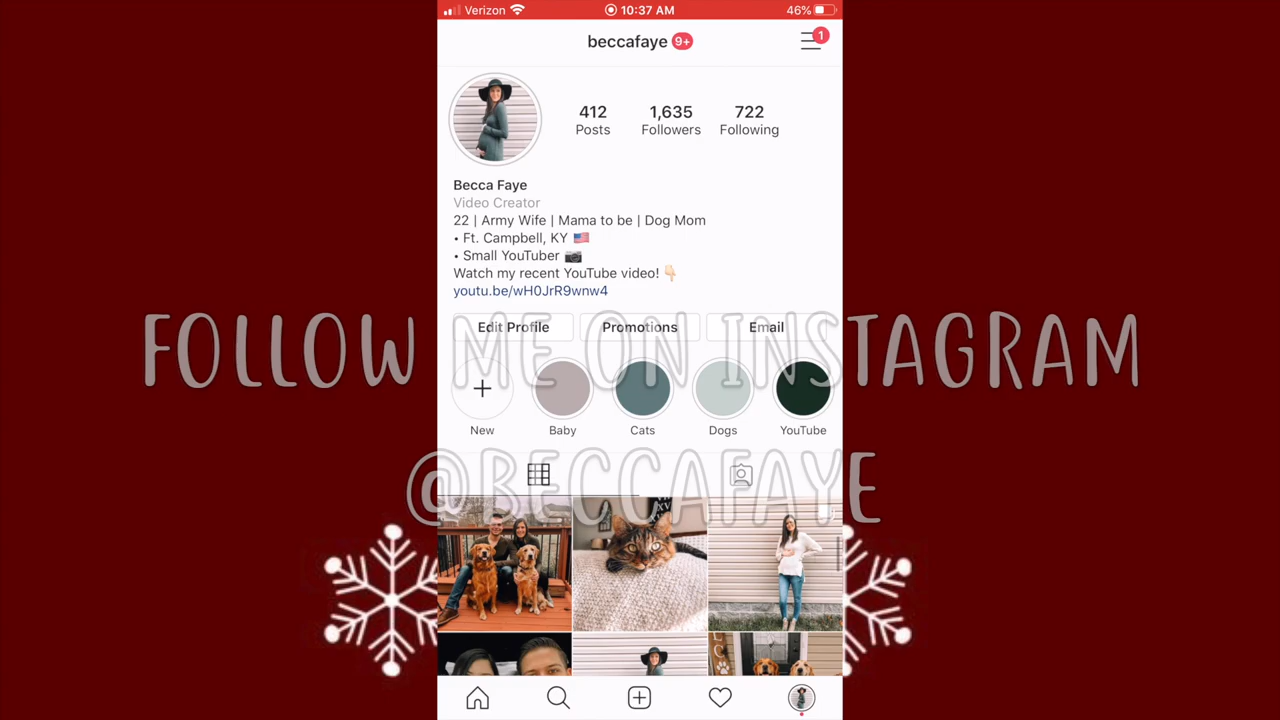 Verizon 10:37 AM 46%
beccafaye 9+ 1
412 1,635 722
Posts Followers Following
Becca Faye
Video Creator
22 | Army Wife | Mama to be | Dog Mom
• Ft. Campbell, KY 🇺🇸
• Small YouTuber 📷
Watch my recent YouTube video! 👇🏻
youtu.be/wH0JrR9wnw4
Edit Profile Promotions Email
FOLLOW ME ON INSTAGRAM
New Baby Cats Dogs YouTube
@BECCAFAYE